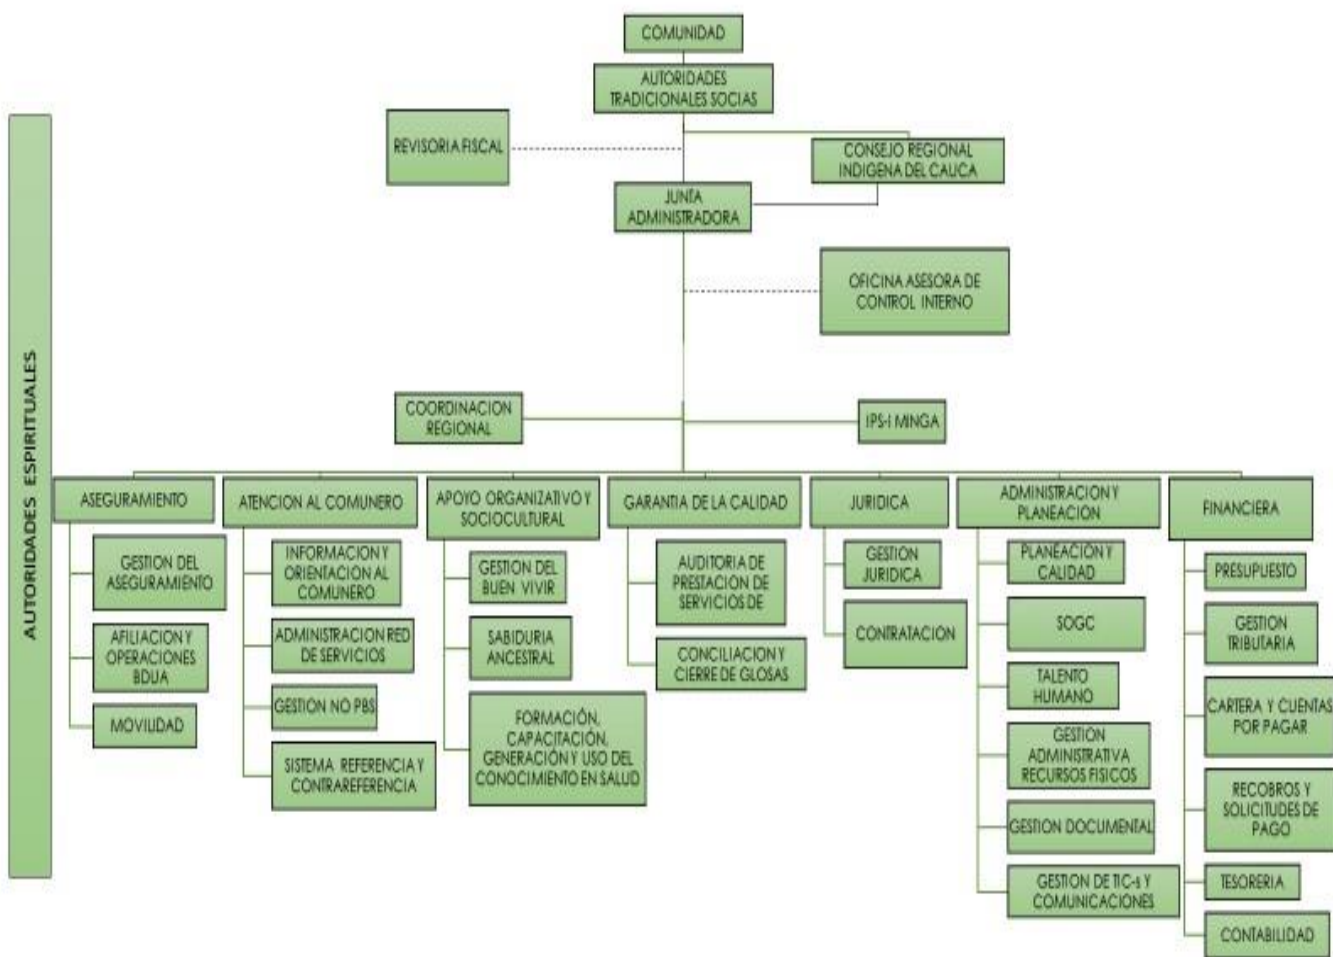 COMUNIDAD
AUTORIDADES
TRADICIONALES SOCIAS
REVISORIA FISCAL
CONSEJO REGIONAL
INDIGENA DEL CAUCA
JUNTA
ADMINISTRADORA
OFICINA ASESORA DE
CONTROL INTERNO
AUTORIDADES ESPIRITUALES
COORDINACION
REGIONAL
IPS-I MINGA
ASEGURAMIENTO
GESTION DEL
ASEGURAMIENTO
AFILIACION Y
OPERACIONES
BDUA
MOVILIDAD
ATENCION AL COMUNERO
INFORMACION Y
ORIENTACION AL
COMUNERO
ADMINISTRACION RED
DE SERVICIOS
GESTION NO PBS
SISTEMA REFERENCIA Y
CONTRAREFERENCIA
APOYO ORGANIZATIVO Y
SOCIOCULTURAL
GESTION DEL
BUEN VIVIR
SABIDURIA
ANCESTRAL
FORMACIÓN,
CAPACITACIÓN,
GENERACIÓN Y USO DEL
CONOCIMIENTO EN SALUD
GARANTIA DE LA CALIDAD
AUDITORIA DE
PRESTACION DE
SERVICIOS DE
CONCILIACION Y
CIERRE DE GLOSAS
JURIDICA
GESTION
JURIDICA
CONTRATACION
ADMINISTRACION Y
PLANEACION
PLANEACIÓN Y
CALIDAD
SOGC
TALENTO
HUMANO
GESTION
ADMINISTRATIVA
RECURSOS FISICOS
GESTION DOCUMENTAL
GESTION DE TIC-s Y
COMUNICACIONES
FINANCIERA
PRESUPUESTO
GESTION
TRIBUTARIA
CARTERA Y CUENTAS
POR PAGAR
RECOBROS Y
SOLICITUDES DE
PAGO
TESORERIA
CONTABILIDAD